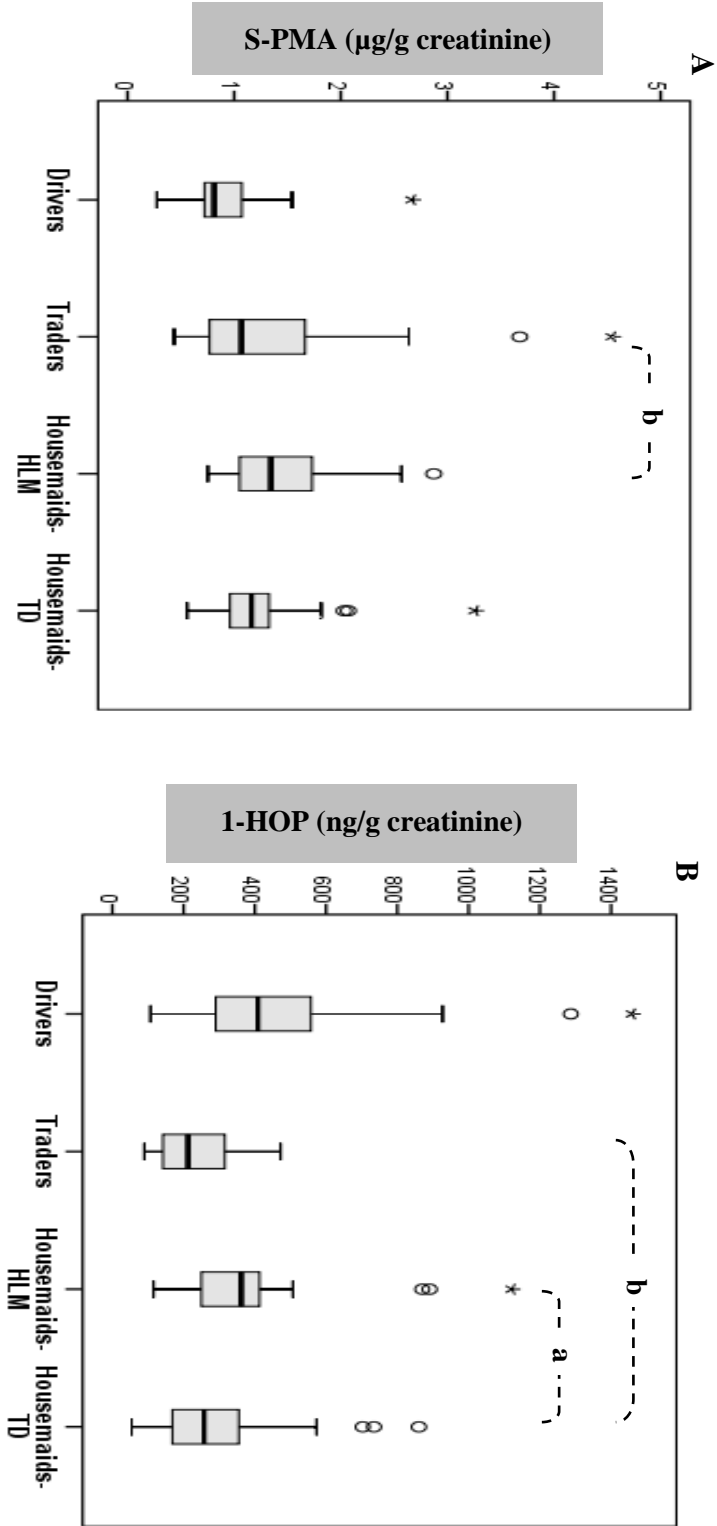 A
S-PMA (µg/g creatinine)
5
4
3
2
1
0
b
Drivers
Traders
Housemaids-
HLM
Housemaids-
TD
B
1-HOP (ng/g creatinine)
1400
1200
1000
800
600
400
200
0
b
a
Drivers
Traders
Housemaids-
HLM
Housemaids-
TD